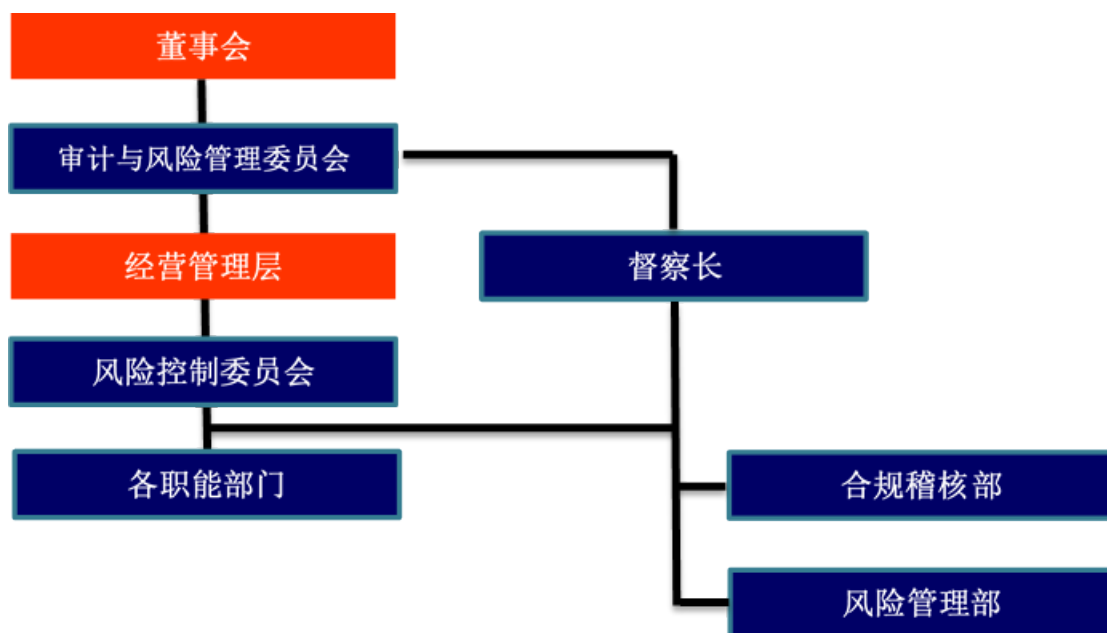 董事会
审计与风险管理委员会
经营管理层
督察长
风险控制委员会
各职能部门
合规稽核部
风险管理部